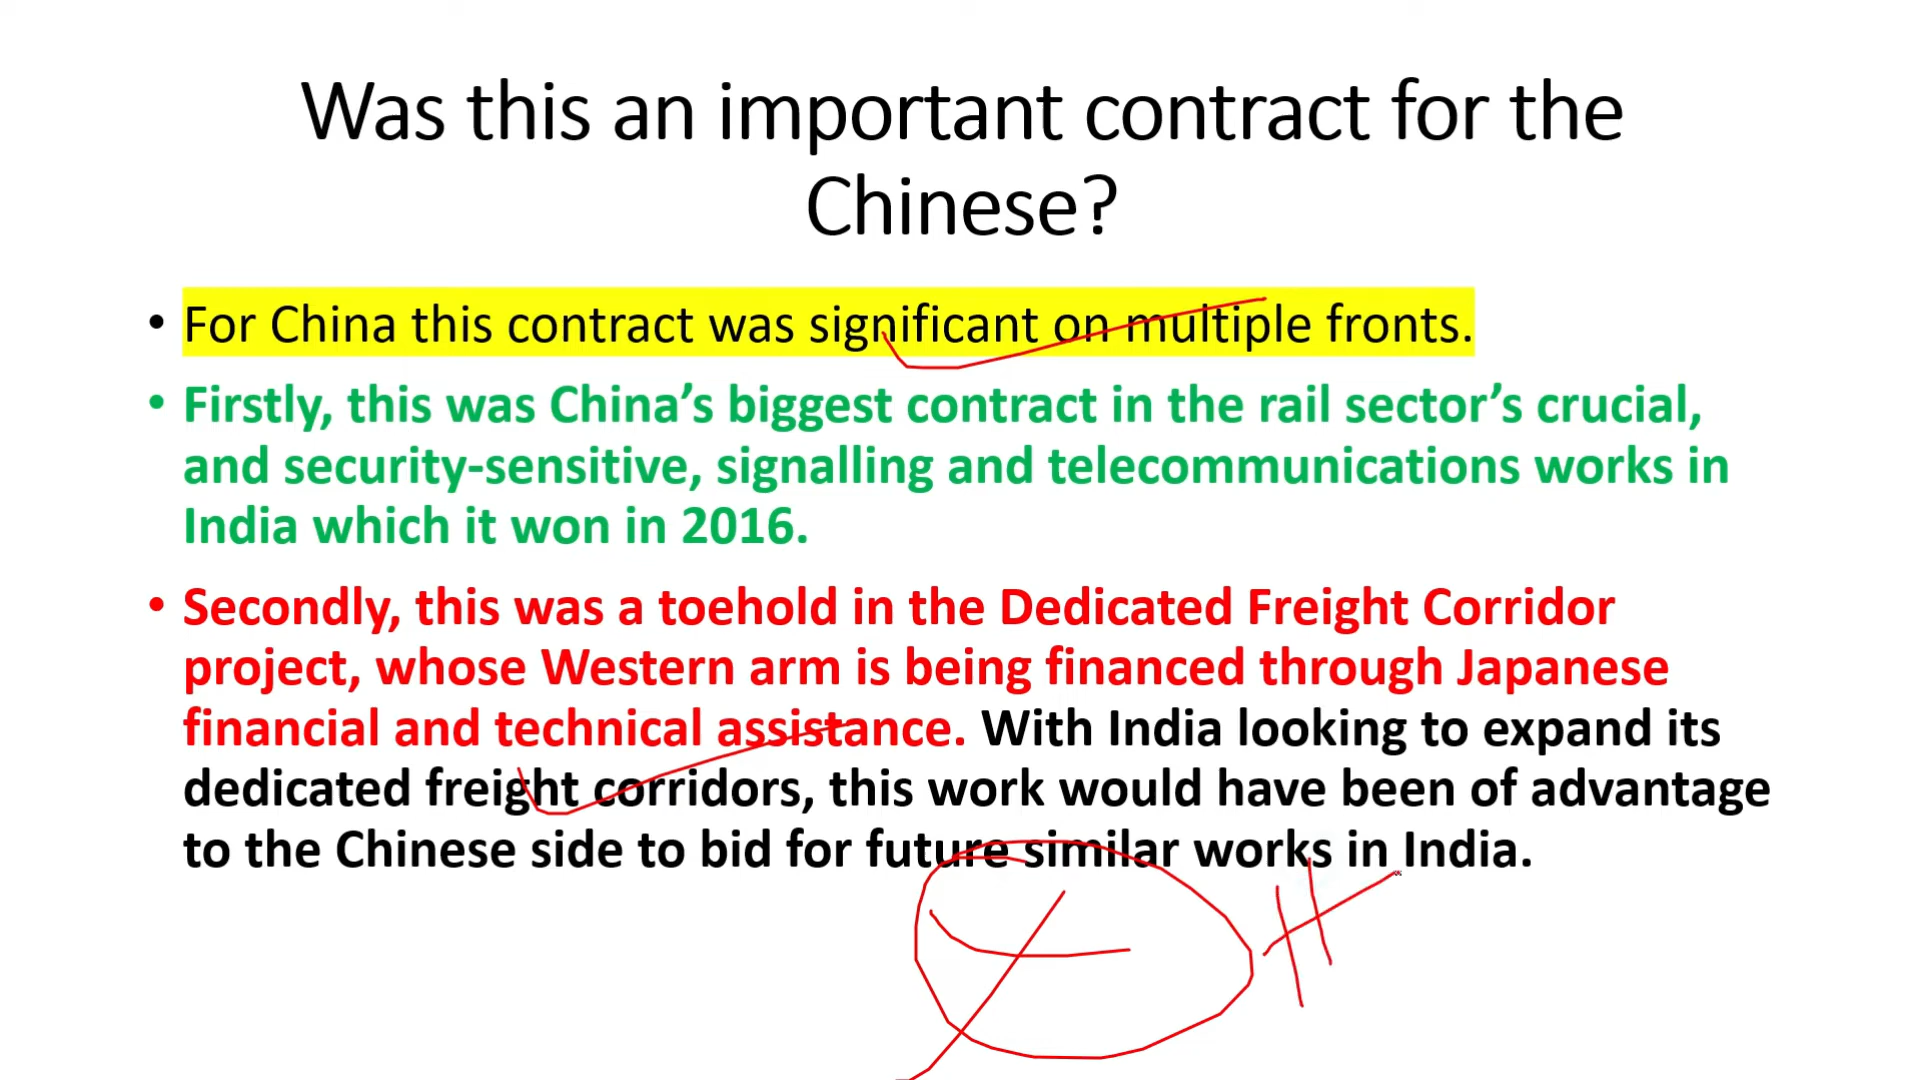 Was this an important contract for the
Chinese?
• For China this contract was significant on multiple fronts.
• Firstly, this was China’s biggest contract in the rail sector’s crucial,
and security-sensitive, signalling and telecommunications works in
India which it won in 2016.
• Secondly, this was a toehold in the Dedicated Freight Corridor
project, whose Western arm is being financed through Japanese
financial and technical assistance. With India looking to expand its
dedicated freight corridors, this work would have been of advantage
to the Chinese side to bid for future similar works in India.